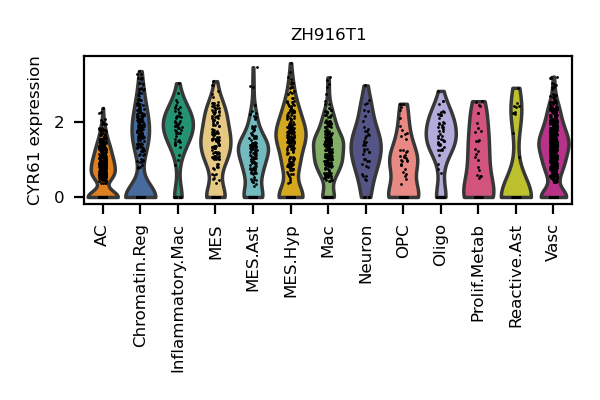 ZH916T1
CYR61 expression
2
0
AC
Chromatin.Reg
Inflammatory.Mac
MES
MES.Ast
MES.Hyp
Mac
Neuron
OPC
Oligo
Prolif.Metab
Reactive.Ast
Vasc